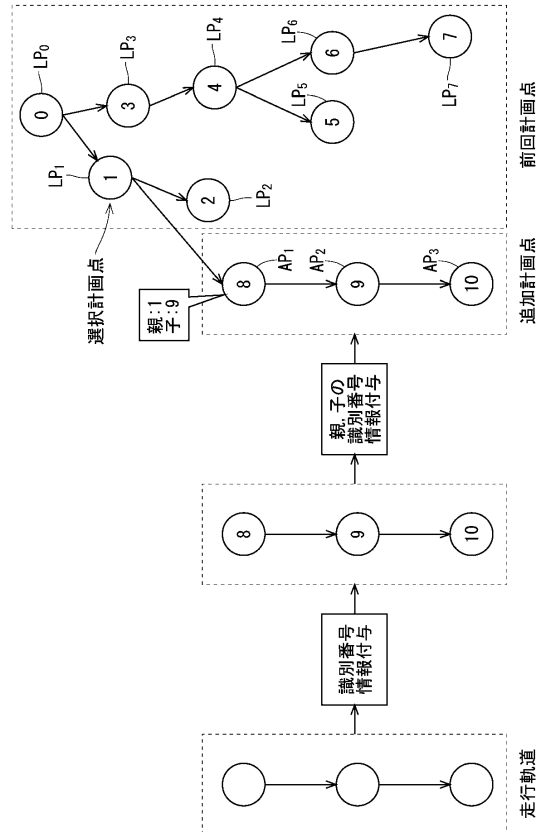 0
LP0
3
LP3
4
LP4
6
LP6
7
LP7
5
LP5
1
LP1
2
LP2
選択計画点
前回計画点
親:1
子:9
8
AP1
9
AP2
10
AP3
追加計画点
親、子の
識別番号
情報付与
8
9
10
識別番号
情報付与
走行軌道